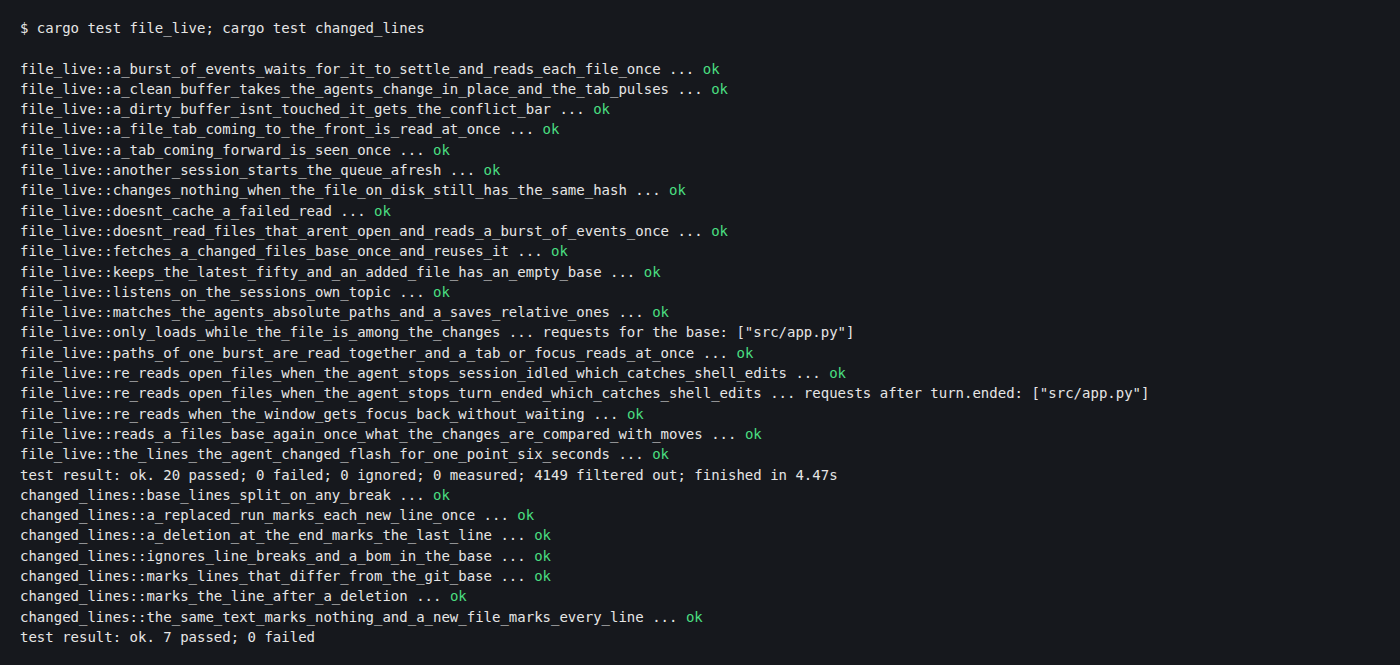 $ cargo test file_live; cargo test changed_lines
file_live::a_burst_of_events_waits_for_it_to_settle_and_reads_each_file_once ... ok
file_live::a_clean_buffer_takes_the_agents_change_in_place_and_the_tab_pulses ... ok
file_live::a_dirty_buffer_isnt_touched_it_gets_the_conflict_bar ... ok
file_live::a_file_tab_coming_to_the_front_is_read_at_once ... ok
file_live::a_tab_coming_forward_is_seen_once ... ok
file_live::another_session_starts_the_queue_afresh ... ok
file_live::changes_nothing_when_the_file_on_disk_still_has_the_same_hash ... ok
file_live::doesnt_cache_a_failed_read ... ok
file_live::doesnt_read_files_that_arent_open_and_reads_a_burst_of_events_once ... ok
file_live::fetches_a_changed_files_base_once_and_reuses_it ... ok
file_live::keeps_the_latest_fifty_and_an_added_file_has_an_empty_base ... ok
file_live::listens_on_the_sessions_own_topic ... ok
file_live::matches_the_agents_absolute_paths_and_a_saves_relative_ones ... ok
file_live::only_loads_while_the_file_is_among_the_changes ... requests for the base: ["src/app.py"]
file_live::paths_of_one_burst_are_read_together_and_a_tab_or_focus_reads_at_once ... ok
file_live::re_reads_open_files_when_the_agent_stops_session_idled_which_catches_shell_edits ... ok
file_live::re_reads_open_files_when_the_agent_stops_turn_ended_which_catches_shell_edits ... requests after turn.ended: ["src/app.py"]
file_live::re_reads_when_the_window_gets_focus_back_without_waiting ... ok
file_live::reads_a_files_base_again_once_what_the_changes_are_compared_with_moves ... ok
file_live::the_lines_the_agent_changed_flash_for_one_point_six_seconds ... ok
test result: ok. 20 passed; 0 failed; 0 ignored; 0 measured; 4149 filtered out; finished in 4.47s
changed_lines::base_lines_split_on_any_break ... ok
changed_lines::a_replaced_run_marks_each_new_line_once ... ok
changed_lines::a_deletion_at_the_end_marks_the_last_line ... ok
changed_lines::ignores_line_breaks_and_a_bom_in_the_base ... ok
changed_lines::marks_lines_that_differ_from_the_git_base ... ok
changed_lines::marks_the_line_after_a_deletion ... ok
changed_lines::the_same_text_marks_nothing_and_a_new_file_marks_every_line ... ok
test result: ok. 7 passed; 0 failed